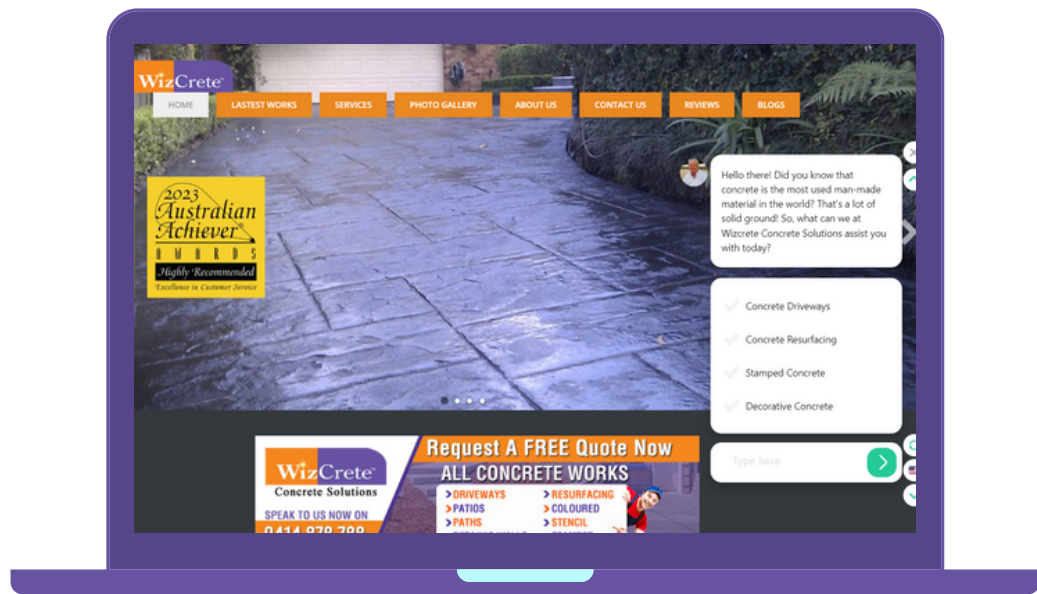 WizCrete™
HOME LASTEST WORKS SERVICES PHOTO GALLERY ABOUT US CONTACT US REVIEWS BLOGS
2023
Australian
Achiever
AWARDS
Highly Recommended
Excellence in Customer Service
Hello there! Did you know that
concrete is the most used man-made
material in the world? That's a lot of
solid ground! So, what can we at
Wizcrete Concrete Solutions assist you
with today?
Concrete Driveways
Concrete Resurfacing
Stamped Concrete
Decorative Concrete
Type here
WizCrete™
Concrete Solutions
SPEAK TO US NOW ON
Request A FREE Quote Now
ALL CONCRETE WORKS
DRIVEWAYS
PATIOS
PATHS
RESURFACING
COLOURED
STENCIL